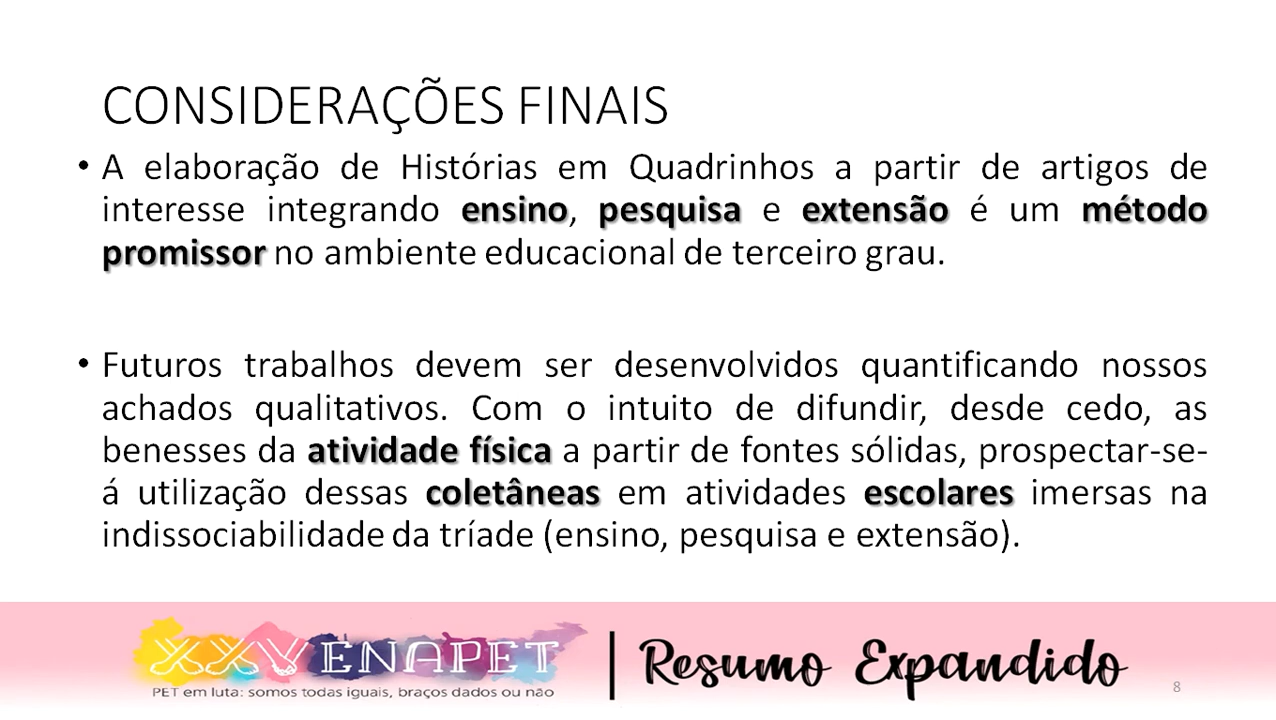 CONSIDERAÇÕES FINAIS
• A elaboração de Histórias em Quadrinhos a partir de artigos de
interesse integrando ensino, pesquisa e extensão é um método
promissor no ambiente educacional de terceiro grau.
• Futuros trabalhos devem ser desenvolvidos quantificando nossos
achados qualitativos. Com o intuito de difundir, desde cedo, as
benesses da atividade física a partir de fontes sólidas, prospectar-se-
á utilização dessas coletâneas em atividades escolares imersas na
indissociabilidade da tríade (ensino, pesquisa e extensão).
XXVENAPET
PET em luta: somos todas iguais, braços dados ou não
Resumo Expandido
8